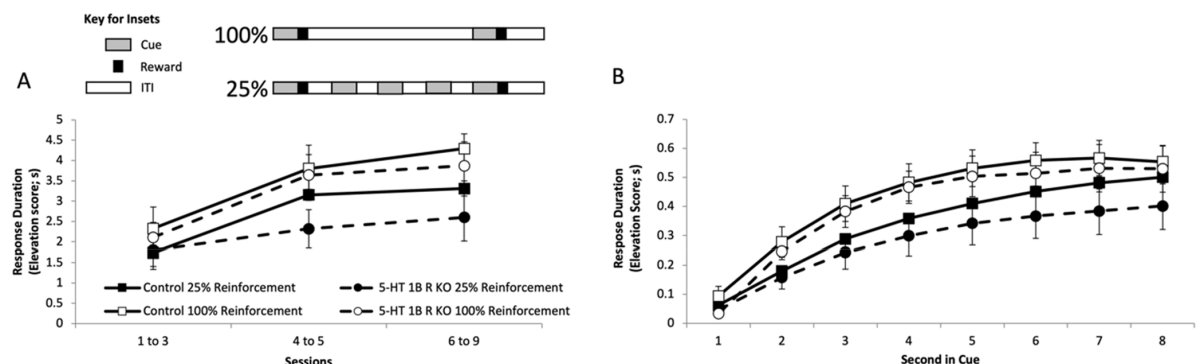 Key for Insets
Cue
Reward
ITI
100%
25%
A
5
4.5
4
3.5
3
2.5
2
1.5
1
0.5
0
Response Duration
(Elevation score; s)
Control 25% Reinforcement
5-HT 1B R KO 25% Reinforcement
Control 100% Reinforcement
5-HT 1B R KO 100% Reinforcement
1 to 3
4 to 5
6 to 9
Sessions
B
0.7
0.6
0.5
0.4
0.3
0.2
0.1
0
Respose Duration
(Elevation Score; s)
1
2
3
4
5
6
7
8
Second in Cue